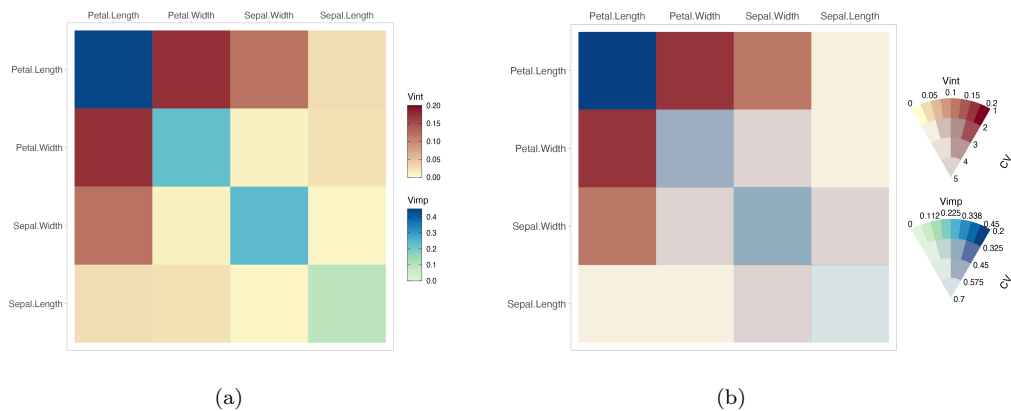 Petal.Length Petal.Width Sepal.Width Sepal.Length
Petal.Length
Petal.Width
Sepal.Width
Sepal.Length
Vint
0.20
0.15
0.10
0.05
0.00
Vimp
0.4
0.3
0.2
0.1
0.0
(a)
Petal.Length Petal.Width Sepal.Width Sepal.Length
Petal.Length
Petal.Width
Sepal.Width
Sepal.Length
Vint
0 0.05 0.1 0.15 0.2
1
2
3
4
5
CV
Vimp
0 0.112 0.225 0.338 0.45
0.2
0.325
0.45
0.575
0.7
CV
(b)